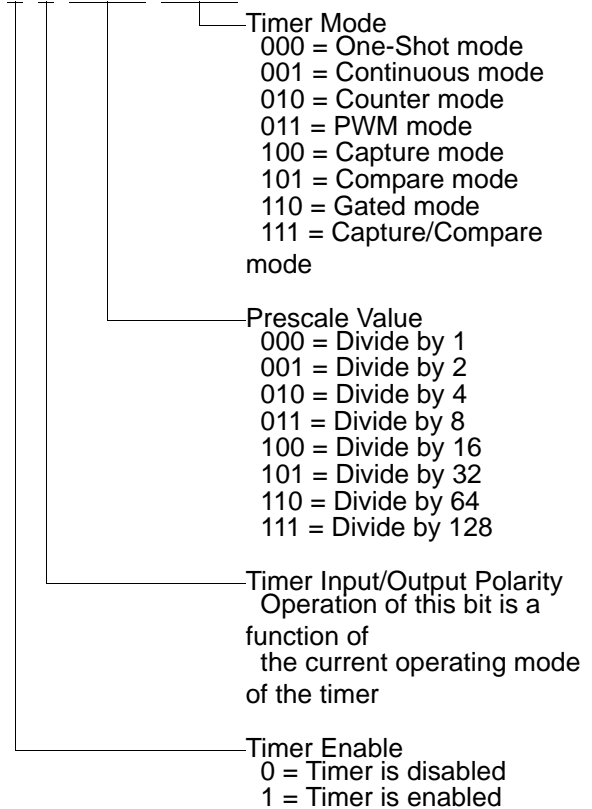 Timer Mode
000 = One-Shot mode
001 = Continuous mode
010 = Counter mode
011 = PWM mode
100 = Capture mode
101 = Compare mode
110 = Gated mode
111 = Capture/Compare
mode
Prescale Value
000 = Divide by 1
001 = Divide by 2
010 = Divide by 4
011 = Divide by 8
100 = Divide by 16
101 = Divide by 32
110 = Divide by 64
111 = Divide by 128
Timer Input/Output Polarity
Operation of this bit is a
function of
the current operating mode
of the timer
Timer Enable
0 = Timer is disabled
1 = Timer is enabled